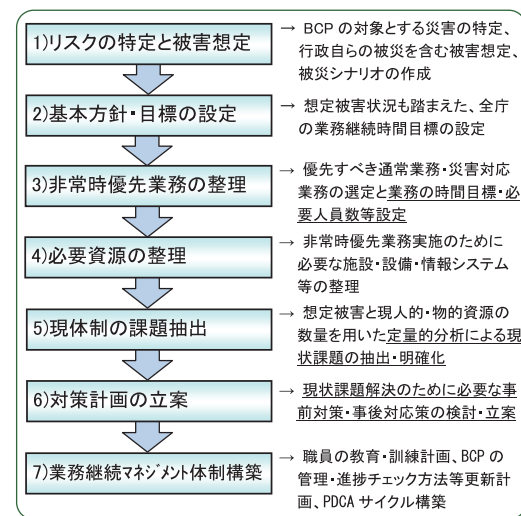 1)リスクの特定と被害想定
→ BCPの対象とする災害の特定、
行政自らの被災を含む被害想定、
被災シナリオの作成
2)基本方針・目標の設定
→ 想定被害状況も踏まえた、全庁
の業務継続時間目標の設定
3)非常時優先業務の整理
→ 優先すべき通常業務・災害対応
業務の選定と業務の時間目標・必
要人員数等設定
4)必要資源の整理
→ 非常時優先業務実施のために
必要な施設・設備・情報システム
等の整理
5)現体制の課題抽出
→ 想定被害と現人的・物的資源の
数量を用いた定量的分析による現
状課題の抽出・明確化
6)対策計画の立案
→ 現状課題解決のために必要な事
前対策・事後対応策の検討・立案
7)業務継続マネジメント体制構築
→ 職員の教育・訓練計画、BCPの
管理・進捗チェック方法等更新計
画、PDCAサイクル構築